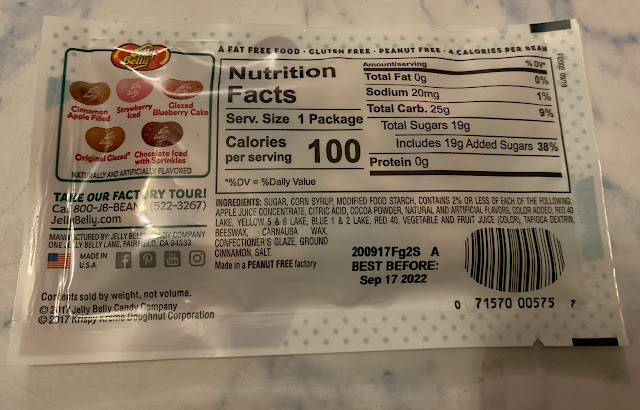 Jelly Belly
Cinnamon Apple Filled
Strawberry Iced
Glazed Blueberry Cake
Original Glazed®
Chocolate Iced with Sprinkles
NATURALLY AND ARTIFICIALLY FLAVORED
TAKE OUR FACTORY TOUR!
Call 800-JB-BEAN (522-3267)
JellyBelly.com
MANUFACTURED BY: JELLY BELLY CANDY COMPANY
ONE JELLY BELLY LANE, FAIRFIELD, CA 94533
MADE IN
U.S.A.
Contents sold by weight, not volume.
© 2017 Jelly Belly Candy Company
© 2017 Krispy Kreme Doughnut Corporation
A FAT FREE FOOD · GLUTEN FREE · PEANUT FREE · 4 CALORIES PER BEAN
Nutrition
Facts
Serv. Size 1 Package
Calories
per serving 100
*%DV = %Daily Value
Amount/serving % DV*
Total Fat 0g 0%
Sodium 20mg 1%
Total Carb. 25g 9%
Total Sugars 19g
Includes 19g Added Sugars 38%
Protein 0g
INGREDIENTS: SUGAR, CORN SYRUP, MODIFIED FOOD STARCH, CONTAINS 2% OR LESS OF EACH OF THE FOLLOWING:
APPLE JUICE CONCENTRATE, CITRIC ACID, COCOA POWDER, NATURAL AND ARTIFICIAL FLAVORS, COLOR ADDED, RED 40
LAKE, YELLOW 5 & 6 LAKE, BLUE 1 & 2 LAKE, RED 40, VEGETABLE AND FRUIT JUICE (COLOR), TAPIOCA DEXTRIN,
BEESWAX, CARNAUBA WAX,
CONFECTIONER'S GLAZE, GROUND
CINNAMON, SALT.
Made in a PEANUT FREE factory
200917Fg2S A
BEST BEFORE:
Sep 17 2022
0 71570 00575 7